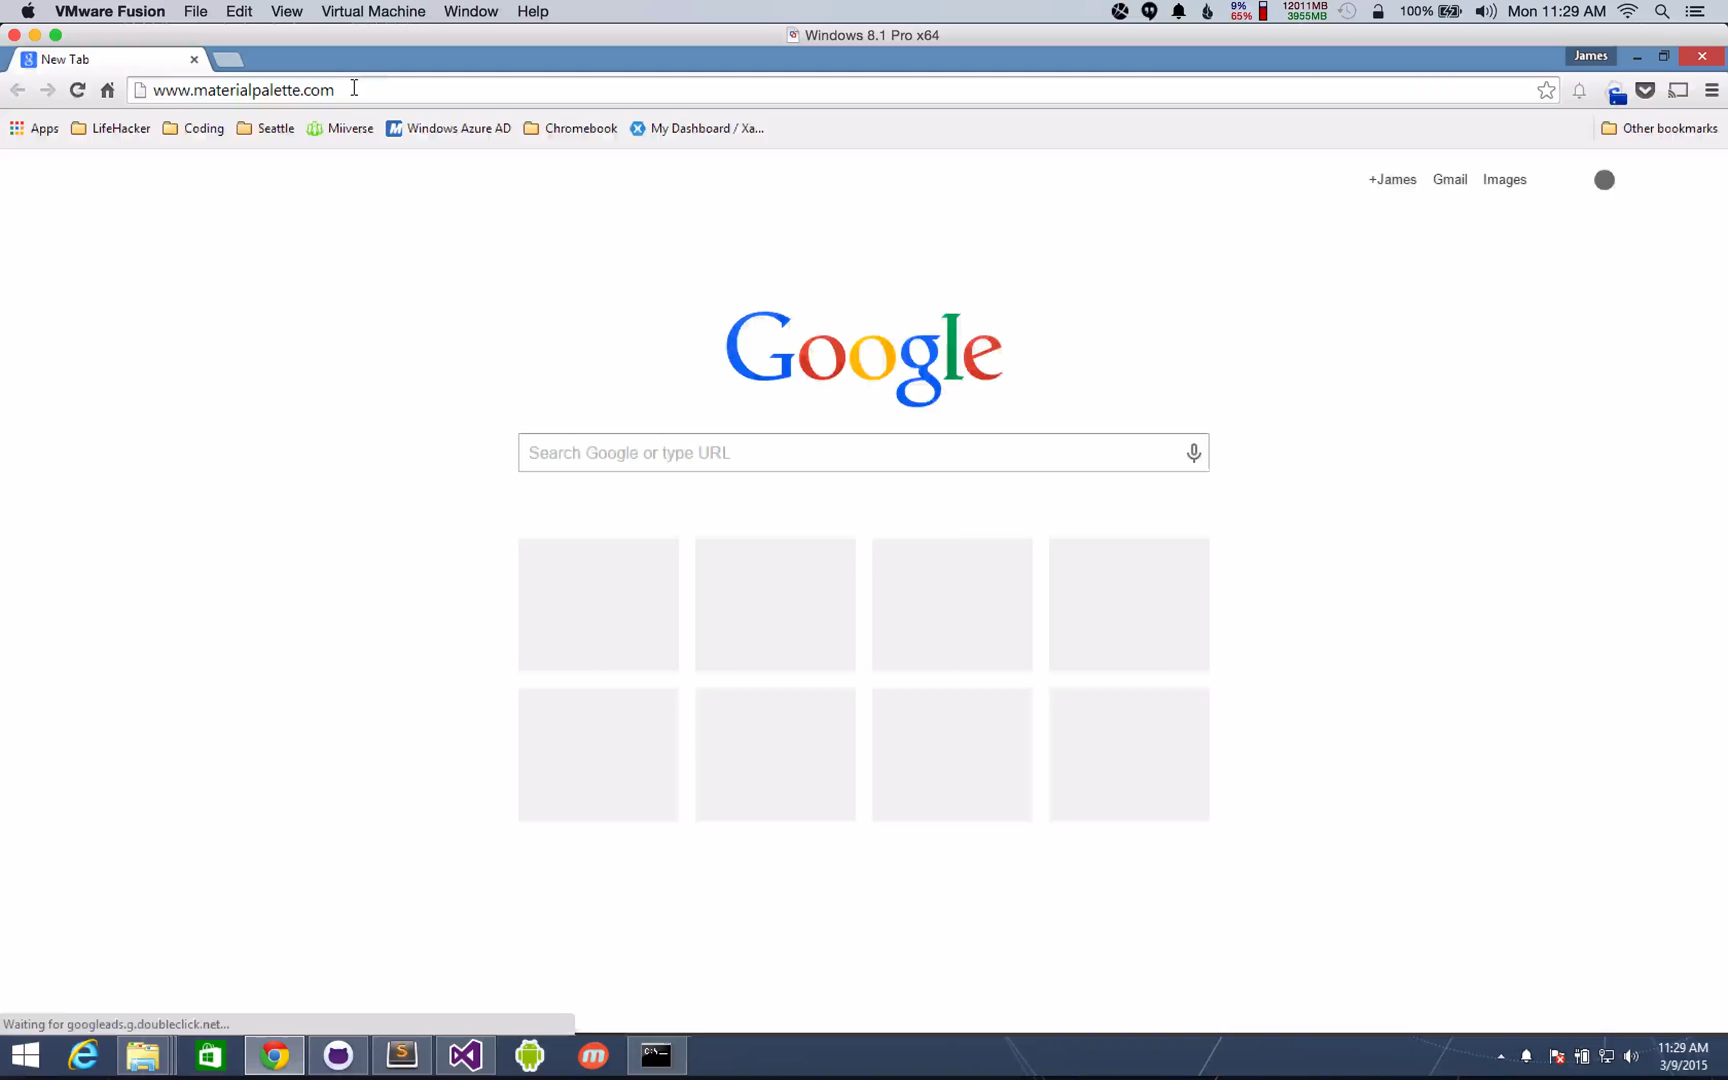 VMware Fusion File Edit View Virtual Machine Window Help 9% 65% 12011MB 3955MB 100% Mon 11:29 AM
Windows 8.1 Pro x64
New Tab James
www.materialpalette.com
Apps LifeHacker Coding Seattle Miiverse Windows Azure AD Chromebook My Dashboard / Xa... Other bookmarks
+James Gmail Images
Google
Search Google or type URL
Waiting for googleads.g.doubleclick.net...
11:29 AM
3/9/2015